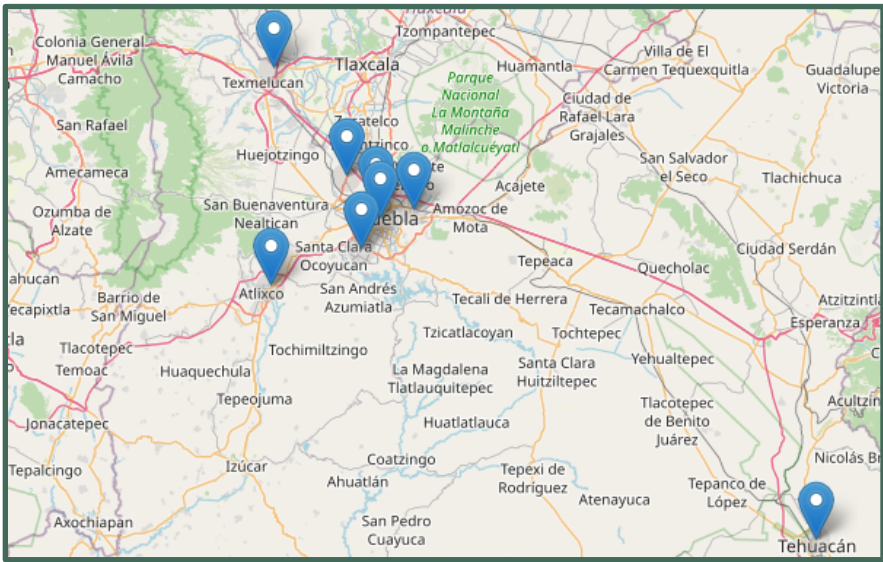 Tlaxcala
Tzompantepec
Colonia General
Manuel Ávila
Camacho
Tlaxcala
Villa de El
Carmen Tequexquitla
Huamantla
Guadalupe
Victoria
Texmelucan
Parque
Nacional
La Montaña
Malinche
o Matlalcuéyatl
Ciudad de
Rafael Lara
Grajales
San Rafael
Huejotzingo
San Salvador
el Seco
Amecameca
Acajete
Tlachichuca
San Buenaventura
Nealtican
Ozumba de
Alzate
Amozoc de
Mota
Santa Clara
Ocoyucan
Ciudad Serdán
Tepeaca
Quecholac
Atlixco
San Andrés
Azumiatla
Barrio de
San Miguel
Tecali de Herrera
Tecamachalco
Esperanza
Tzicatlacoyan
Tochtepec
Tlacotepec
Temoac
Tochimiltzingo
Huaquechula
La Magdalena
Tlatlauquitepec
Santa Clara
Huitziltepec
Yehualtepec
Tepeojuma
Tlacotepec
de Benito
Juárez
Jonacatepec
Huatlatlauca
Coatzingo
Izúcar
Tepalcingo
Ahuatlán
Tepexi de
Rodriguez
Tepanco de
López
Atenayuca
Nicolás Br
Axochiapan
San Pedro
Cuayuca
Tehuacán